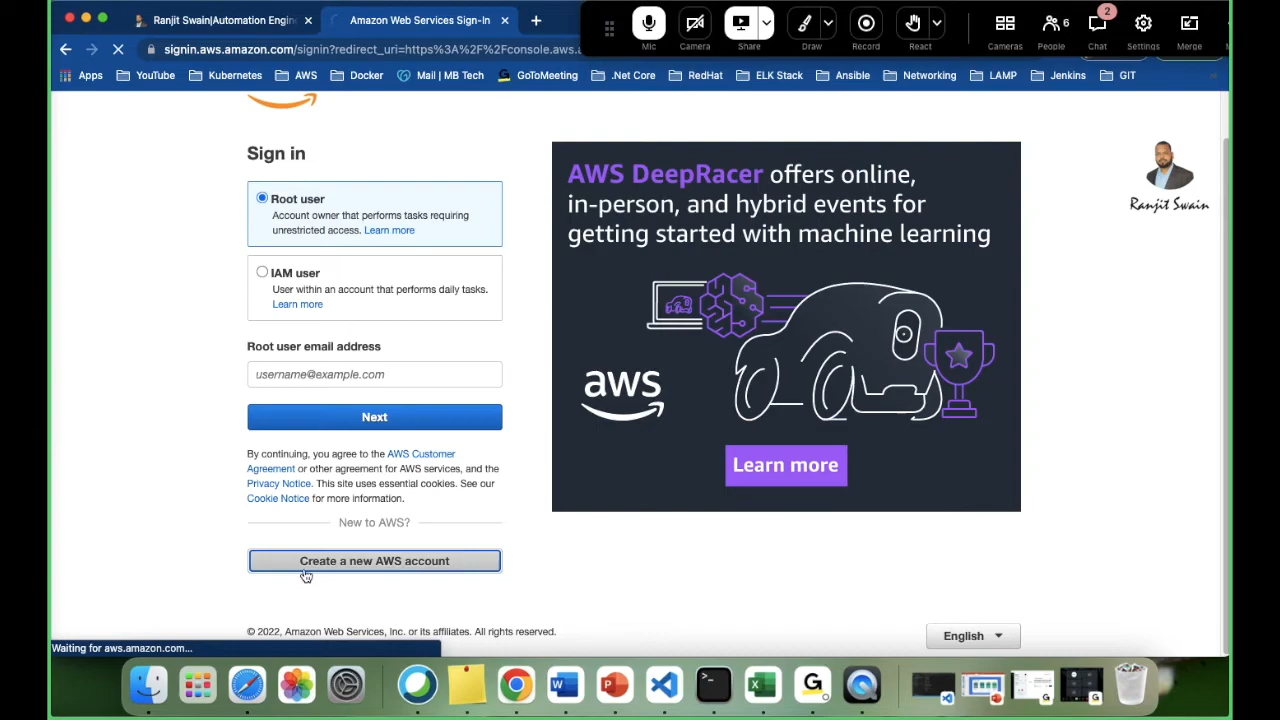 Ranjit Swain|Automation Engin
Amazon Web Services Sign-In
Mic
Camera
Share
Draw
Record
React
Cameras
6
People
2
Chat
Settings
Merge
signin.aws.amazon.com/signin?redirect_uri=https%3A%2F%2Fconsole.aws.a
Apps
YouTube
Kubernetes
AWS
Docker
Mail | MB Tech
GoToMeeting
.Net Core
RedHat
ELK Stack
Ansible
Networking
LAMP
Jenkins
GIT
Sign in
Root user
Account owner that performs tasks requiring
unrestricted access. Learn more
IAM user
User within an account that performs daily tasks.
Learn more
Root user email address
username@example.com
Next
By continuing, you agree to the AWS Customer
Agreement or other agreement for AWS services, and the
Privacy Notice. This site uses essential cookies. See our
Cookie Notice for more information.
New to AWS?
Create a new AWS account
AWS DeepRacer offers online,
in-person, and hybrid events for
getting started with machine learning
aws
Learn more
Ranjit Swain
© 2022, Amazon Web Services, Inc. or its affiliates. All rights reserved.
English
Waiting for aws.amazon.com...